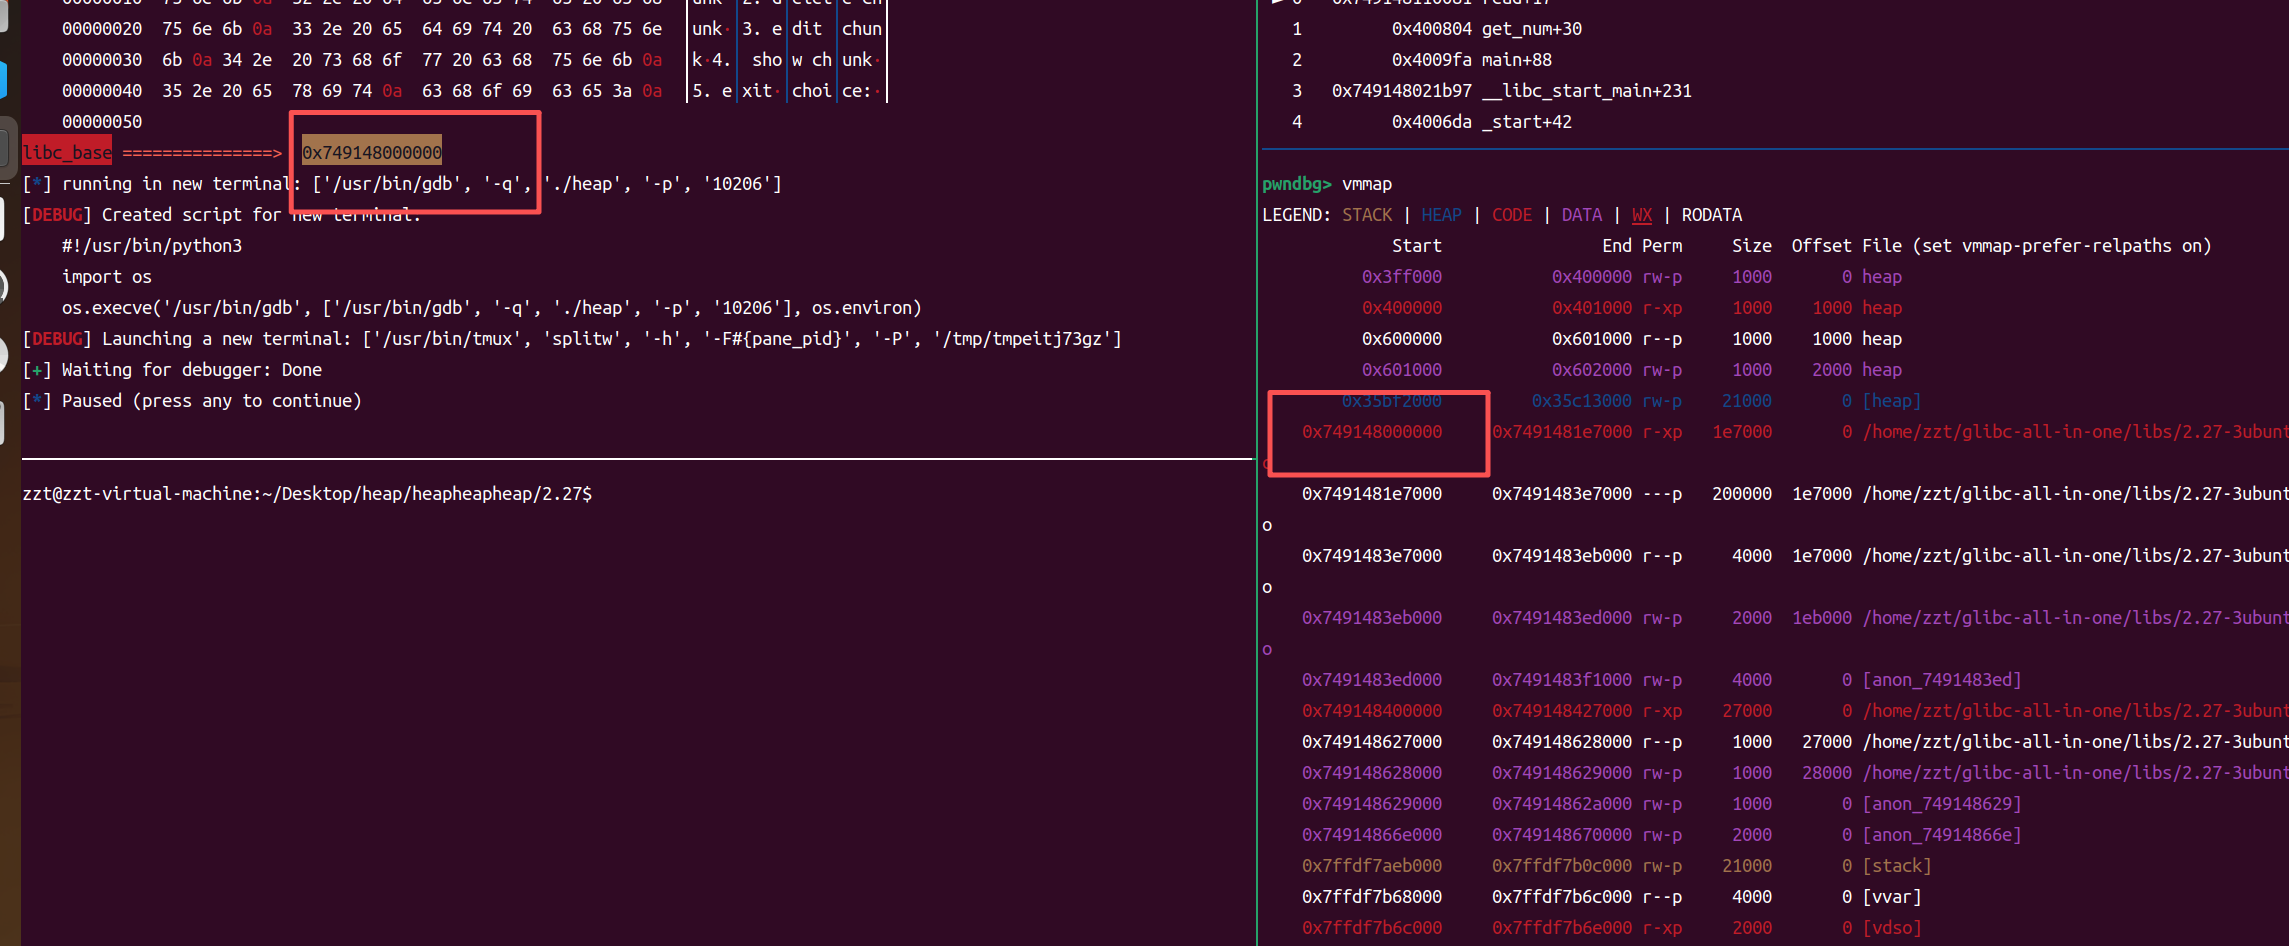 00000020  75 6e 6b 0a  33 2e 20 65  64 69 74 20  63 68 75 6e  │unk·│3. e│dit │chun│
00000030  6b 0a 34 2e  20 73 68 6f  77 20 63 68  75 6e 6b 0a  │k·4.│ sho│w ch│unk·│
00000040  35 2e 20 65  78 69 74 0a  63 68 6f 69  63 65 3a 0a  │5. e│xit·│choi│ce:·│
00000050
libc_base ===============> 0x749148000000
[*] running in new terminal: ['/usr/bin/gdb', '-q', './heap', '-p', '10206']
[DEBUG] Created script for new terminal:
#!/usr/bin/python3
import os
os.execve('/usr/bin/gdb', ['/usr/bin/gdb', '-q', './heap', '-p', '10206'], os.environ)
[DEBUG] Launching a new terminal: ['/usr/bin/tmux', 'splitw', '-h', '-F#{pane_pid}', '-P', '/tmp/tmpeitj73gz']
[+] Waiting for debugger: Done
[*] Paused (press any to continue)
zzt@zzt-virtual-machine:~/Desktop/heap/heapheapheap/2.27$
1 0x400804 get_num+30
2 0x4009fa main+88
3 0x749148021b97 __libc_start_main+231
4 0x4006da _start+42
pwndbg> vmmap
LEGEND: STACK | HEAP | CODE | DATA | WX | RODATA
Start End Perm Size Offset File (set vmmap-prefer-relpaths on)
0x3ff000 0x400000 rw-p 1000 0 heap
0x400000 0x401000 r-xp 1000 1000 heap
0x600000 0x601000 r--p 1000 1000 heap
0x601000 0x602000 rw-p 1000 2000 heap
0x35bf2000 0x35c13000 rw-p 21000 0 [heap]
0x749148000000 0x7491481e7000 r-xp 1e7000 0 /home/zzt/glibc-all-in-one/libs/2.27-3ubunt
o
0x7491481e7000 0x7491483e7000 ---p 200000 1e7000 /home/zzt/glibc-all-in-one/libs/2.27-3ubunt
o
0x7491483e7000 0x7491483eb000 r--p 4000 1e7000 /home/zzt/glibc-all-in-one/libs/2.27-3ubunt
o
0x7491483eb000 0x7491483ed000 rw-p 2000 1eb000 /home/zzt/glibc-all-in-one/libs/2.27-3ubunt
o
0x7491483ed000 0x7491483f1000 rw-p 4000 0 [anon_7491483ed]
0x749148400000 0x749148427000 r-xp 27000 0 /home/zzt/glibc-all-in-one/libs/2.27-3ubunt
0x749148627000 0x749148628000 r--p 1000 27000 /home/zzt/glibc-all-in-one/libs/2.27-3ubunt
0x749148628000 0x749148629000 rw-p 1000 28000 /home/zzt/glibc-all-in-one/libs/2.27-3ubunt
0x749148629000 0x74914862a000 rw-p 1000 0 [anon_749148629]
0x74914866e000 0x749148670000 rw-p 2000 0 [anon_74914866e]
0x7ffdf7aeb000 0x7ffdf7b0c000 rw-p 21000 0 [stack]
0x7ffdf7b68000 0x7ffdf7b6c000 r--p 4000 0 [vvar]
0x7ffdf7b6c000 0x7ffdf7b6e000 r-xp 2000 0 [vdso]